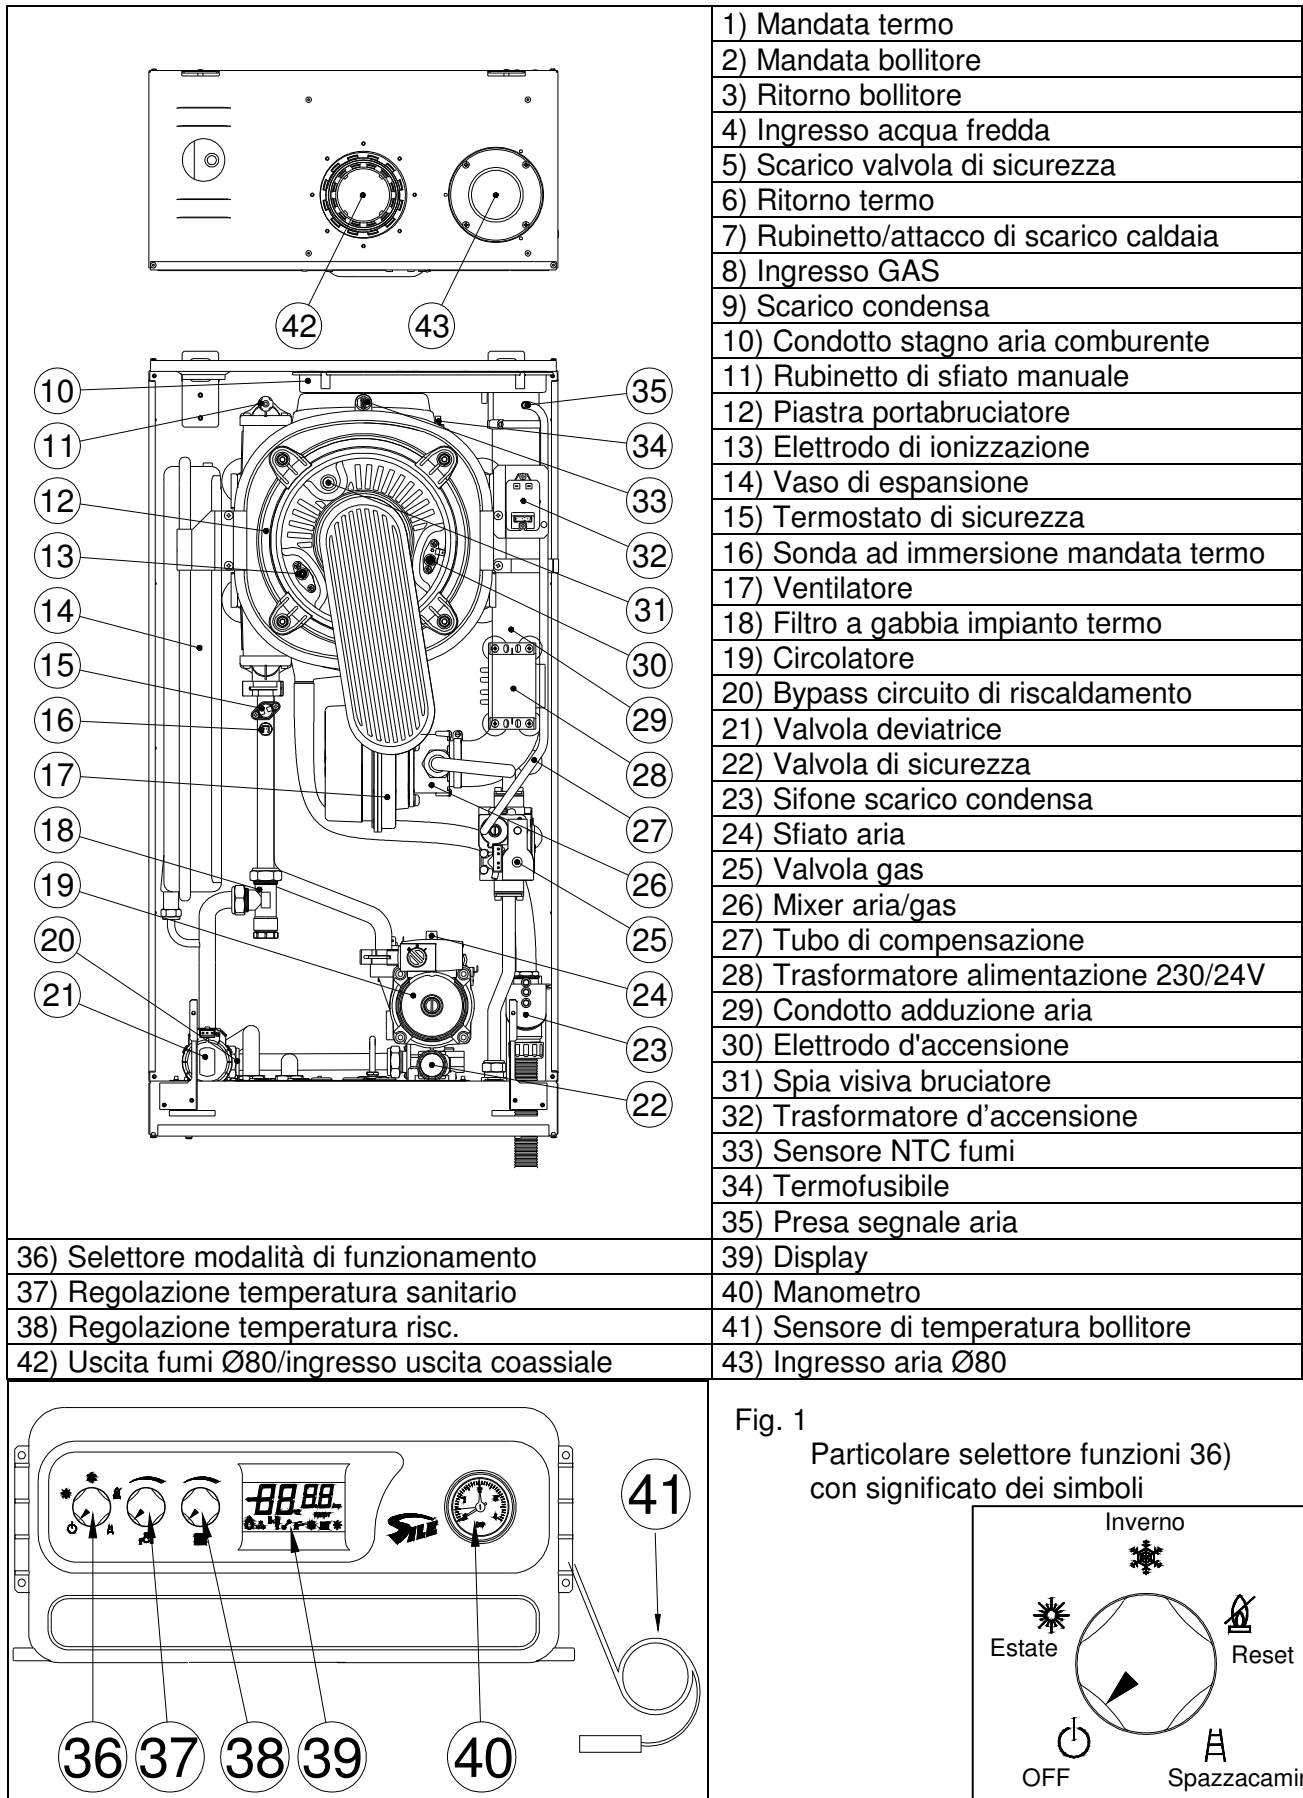 1) Mandata termo
2) Mandata bollitore
3) Ritorno bollitore
4) Ingresso acqua fredda
5) Scarico valvola di sicurezza
6) Ritorno termo
7) Rubinetto/attacco di scarico caldaia
8) Ingresso GAS
9) Scarico condensa
10) Condotto stagno aria comburente
11) Rubinetto di sfiato manuale
12) Piastra portabruciatore
13) Elettrodo di ionizzazione
14) Vaso di espansione
15) Termostato di sicurezza
16) Sonda ad immersione mandata termo
17) Ventilatore
18) Filtro a gabbia impianto termo
19) Circolatore
20) Bypass circuito di riscaldamento
21) Valvola deviatrice
22) Valvola di sicurezza
23) Sifone scarico condensa
24) Sfiato aria
25) Valvola gas
26) Mixer aria/gas
27) Tubo di compensazione
28) Trasformatore alimentazione 230/24V
29) Condotto adduzione aria
30) Elettrodo d'accensione
31) Spia visiva bruciatore
32) Trasformatore d’accensione
33) Sensore NTC fumi
34) Termofusibile
35) Presa segnale aria
42 43
10 35
11 34
12 33
13 32
14 31
15 30
16 29
17 28
18 27
19 26
20 25
21 24
23
22
36) Selettore modalità di funzionamento
39) Display
37) Regolazione temperatura sanitario
40) Manometro
38) Regolazione temperatura risc.
41) Sensore di temperatura bollitore
42) Uscita fumi Ø80/ingresso uscita coassiale
43) Ingresso aria Ø80
88 88
SILE
41
36 37 38 39 40
Fig. 1
Particolare selettore funzioni 36)
con significato dei simboli
Inverno
Estate
Reset
OFF
Spazzacamin